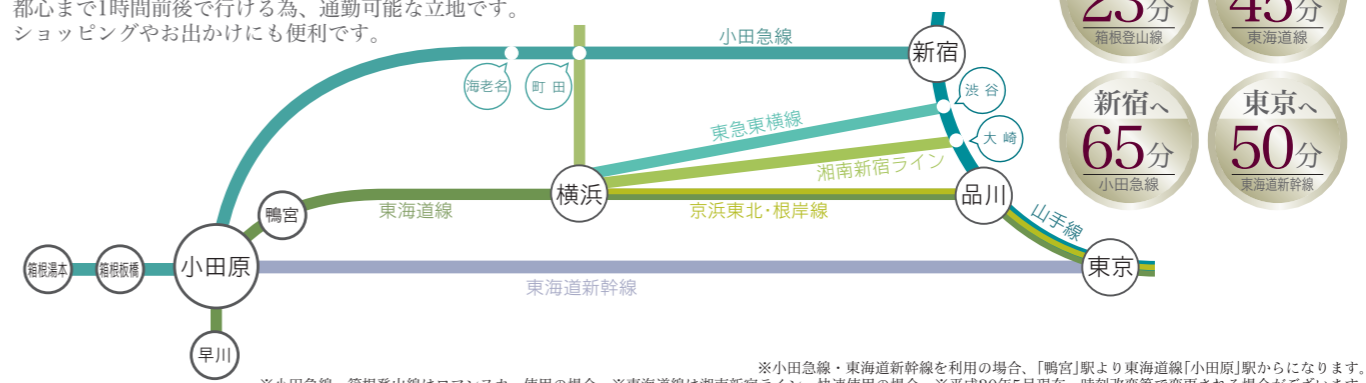 都心まで1時間前後で行ける為、通勤可能な立地です。
ショッピングやお出かけにも便利です。
小田急線
新宿
海老名
町田
渋谷
大崎
東急東横線
湘南新宿ライン
横浜
京浜東北・根岸線
品川
東海道線
鴨宮
山手線
箱根湯本
箱根板橋
小田原
東海道新幹線
東京
早川
分
箱根登山線
45分
東海道線
新宿へ
65分
小田急線
東京へ
50分
東海道新幹線
※小田急線・東海道新幹線を利用の場合、「鴨宮」駅より東海道線「小田原」駅からになります。